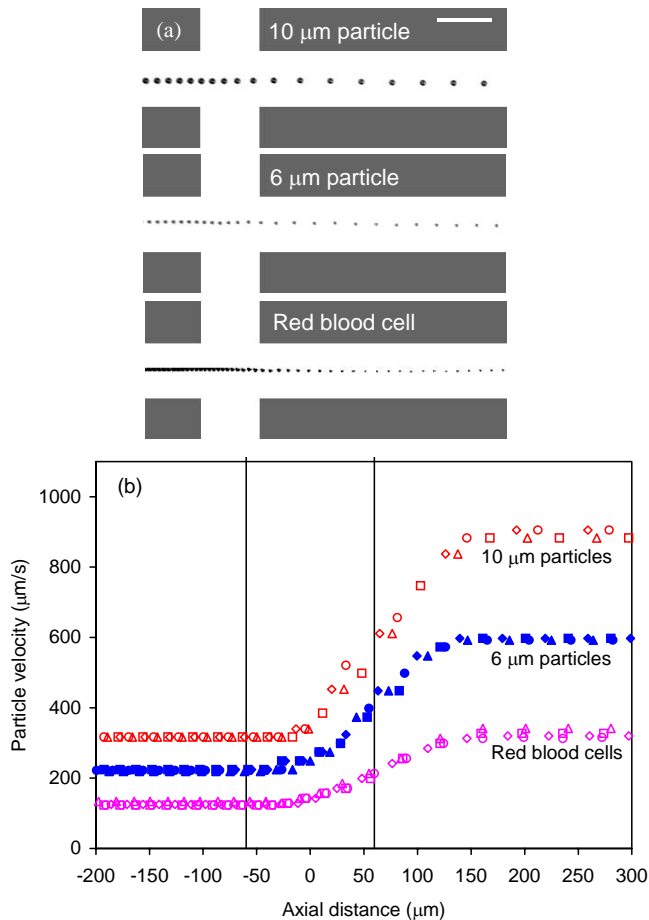 (a)
10 μm particle
6 μm particle
Red blood cell
(b)
1000
800
600
400
200
0
Particle velocity (μm/s)
10 μm particles
6 μm particles
Red blood cells
-200 -150 -100 -50 0 50 100 150 200 250 300
Axial distance (μm)